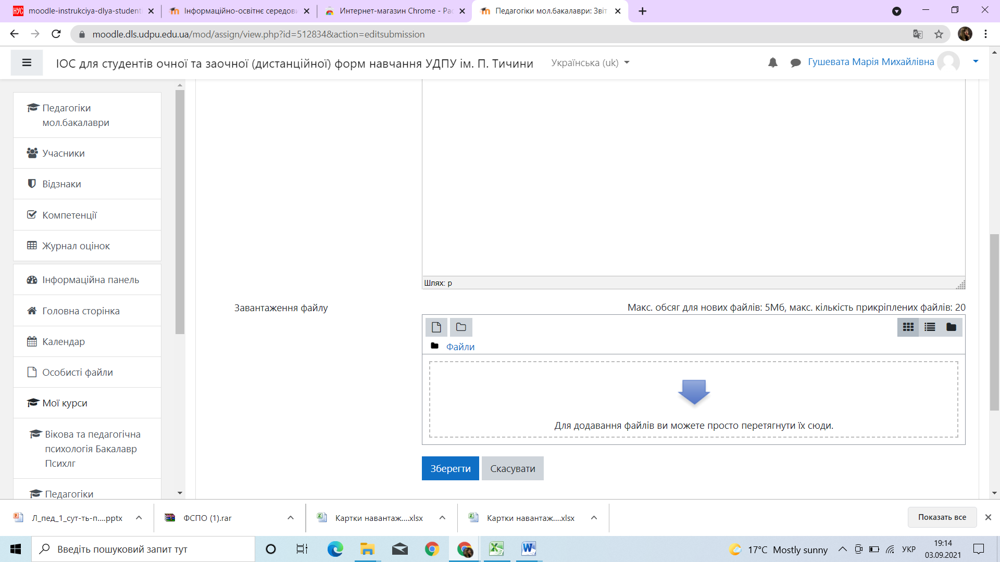 moodle-instrukciya-dlya-student
Інформаційно-освітнє середови
Интернет-магазин Chrome - Рас
Педагогіки мол.бакалаври: Звіт
moodle.dls.udpu.edu.ua/mod/assign/view.php?id=512834&action=editsubmission
ІОС для студентів очної та заочної (дистанційної) форм навчання УДПУ ім. П. Тичини
Українська (uk)
Гушевата Марія Михайлівна
Педагогіки
мол.бакалаври
Учасники
Відзнаки
Компетенції
Журнал оцінок
Інформаційна панель
Головна сторінка
Календар
Особисті файли
Мої курси
Вікова та педагогічна
психологія Бакалавр
Психлг
Педагогіки
Шлях: p
Завантаження файлу
Макс. обсяг для нових файлів: 5Мб, макс. кількість прикріплених файлів: 20
Файли
Для додавання файлів ви можете просто перетягнути їх сюди.
Зберегти
Скасувати
Л_пед_1_сут-ть-п....pptx
ФСПО (1).rar
Картки навантаж....xlsx
Картки навантаж....xlsx
Показать все
Введіть пошуковий запит тут
17°C Mostly sunny
УКР
19:14
03.09.2021